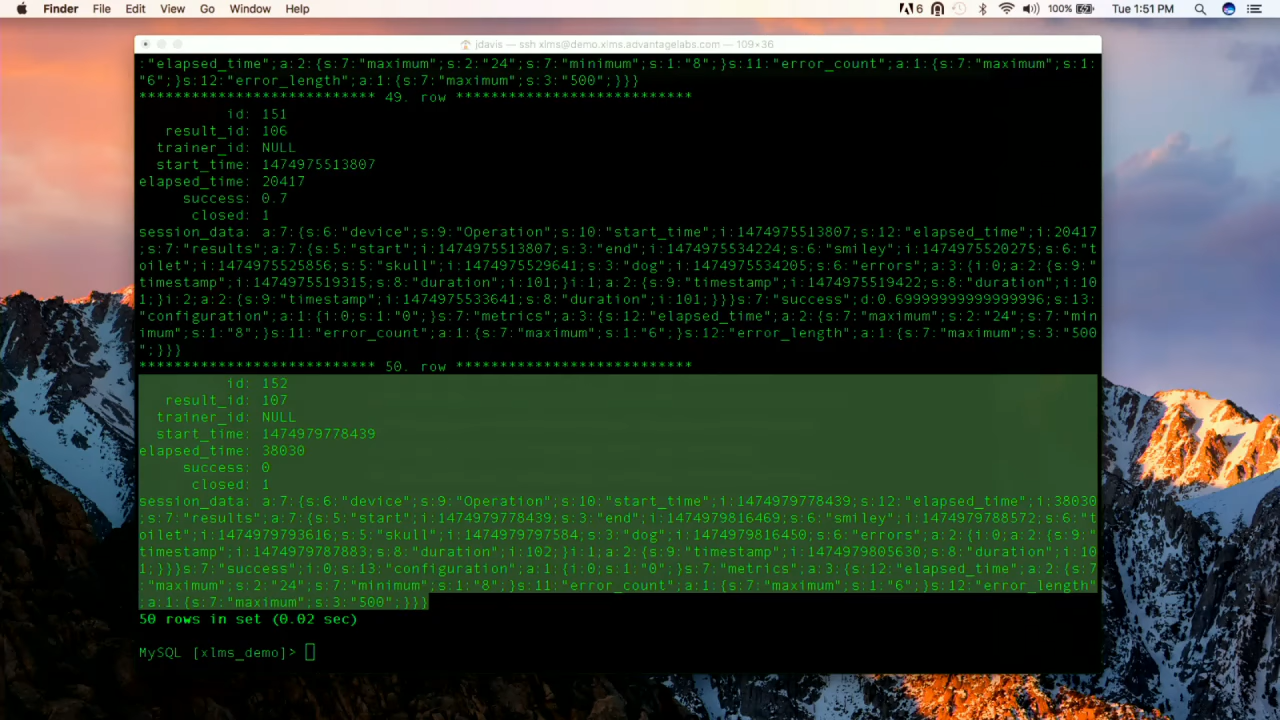 Finder File Edit View Go Window Help 6 100% Tue 1:51 PM
jdavis — ssh xlms@demo.xlms.advantagelabs.com — 109×36
:"elapsed_time";a:2:{s:7:"maximum";s:2:"24";s:7:"minimum";s:1:"8";}s:11:"error_count";a:1:{s:7:"maximum";s:1:
"6";}s:12:"error_length";a:1:{s:7:"maximum";s:3:"500";}}}
*************************** 49. row ***************************
id: 151
result_id: 106
trainer_id: NULL
start_time: 1474975513807
elapsed_time: 20417
success: 0.7
closed: 1
session_data: a:7:{s:6:"device";s:9:"Operation";s:10:"start_time";i:1474975513807;s:12:"elapsed_time";i:20417
;s:7:"results";a:7:{s:5:"start";i:1474975513807;s:3:"end";i:1474975534224;s:6:"smiley";i:1474975520275;s:6:"t
oilet";i:1474975525856;s:5:"skull";i:1474975529641;s:3:"dog";i:1474975534205;s:6:"errors";a:3:{i:0;a:2:{s:9:"
timestamp";i:1474975519315;s:8:"duration";i:101;}i:1;a:2:{s:9:"timestamp";i:1474975519422;s:8:"duration";i:10
1;}i:2;a:2:{s:9:"timestamp";i:1474975533641;s:8:"duration";i:101;}}}s:7:"success";d:0.69999999999999996;s:13:
"configuration";a:1:{i:0;s:1:"0";}s:7:"metrics";a:3:{s:12:"elapsed_time";a:2:{s:7:"maximum";s:2:"24";s:7:"min
imum";s:1:"8";}s:11:"error_count";a:1:{s:7:"maximum";s:1:"6";}s:12:"error_length";a:1:{s:7:"maximum";s:3:"500
";}}}
*************************** 50. row ***************************
id: 152
result_id: 107
trainer_id: NULL
start_time: 1474979778439
elapsed_time: 38030
success: 0
closed: 1
session_data: a:7:{s:6:"device";s:9:"Operation";s:10:"start_time";i:1474979778439;s:12:"elapsed_time";i:38030
;s:7:"results";a:7:{s:5:"start";i:1474979778439;s:3:"end";i:1474979816469;s:6:"smiley";i:1474979788572;s:6:"t
oilet";i:1474979793616;s:5:"skull";i:1474979797584;s:3:"dog";i:1474979816450;s:6:"errors";a:2:{i:0;a:2:{s:9:"
timestamp";i:1474979787883;s:8:"duration";i:102;}i:1;a:2:{s:9:"timestamp";i:1474979805630;s:8:"duration";i:10
1;}}}s:7:"success";i:0;s:13:"configuration";a:1:{i:0;s:1:"0";}s:7:"metrics";a:3:{s:12:"elapsed_time";a:2:{s:7
:"maximum";s:2:"24";s:7:"minimum";s:1:"8";}s:11:"error_count";a:1:{s:7:"maximum";s:1:"6";}s:12:"error_length"
;a:1:{s:7:"maximum";s:3:"500";}}}
50 rows in set (0.02 sec)
MySQL [xlms_demo]>